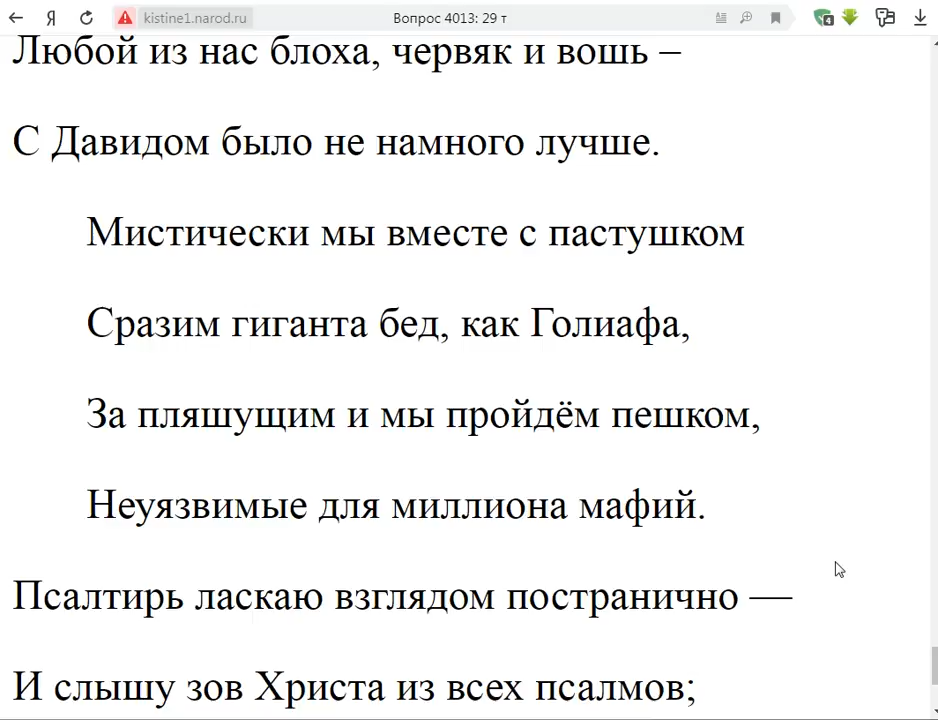 kistine1.narod.ru
Вопрос 4013: 29 т
4
Любой из нас блоха, червяк и вошь –
С Давидом было не намного лучше.
Мистически мы вместе с пастушком
Сразим гиганта бед, как Голиафа,
За пляшущим и мы пройдём пешком,
Неуязвимые для миллиона мафий.
Псалтирь ласкаю взглядом постранично —
И слышу зов Христа из всех псалмов;